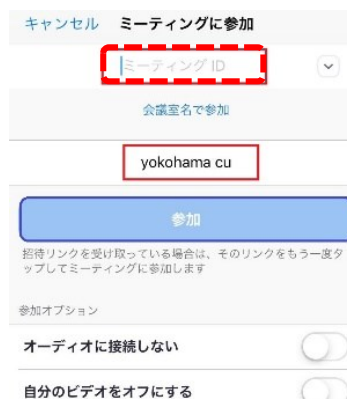 キャンセル ミーティングに参加
ミーティング ID
会議室名で参加
yokohama cu
参加
招待リンクを受け取っている場合は、そのリンクをもう一度タ
ップしてミーティングに参加します
参加オプション
オーディオに接続しない
自分のビデオをオフにする